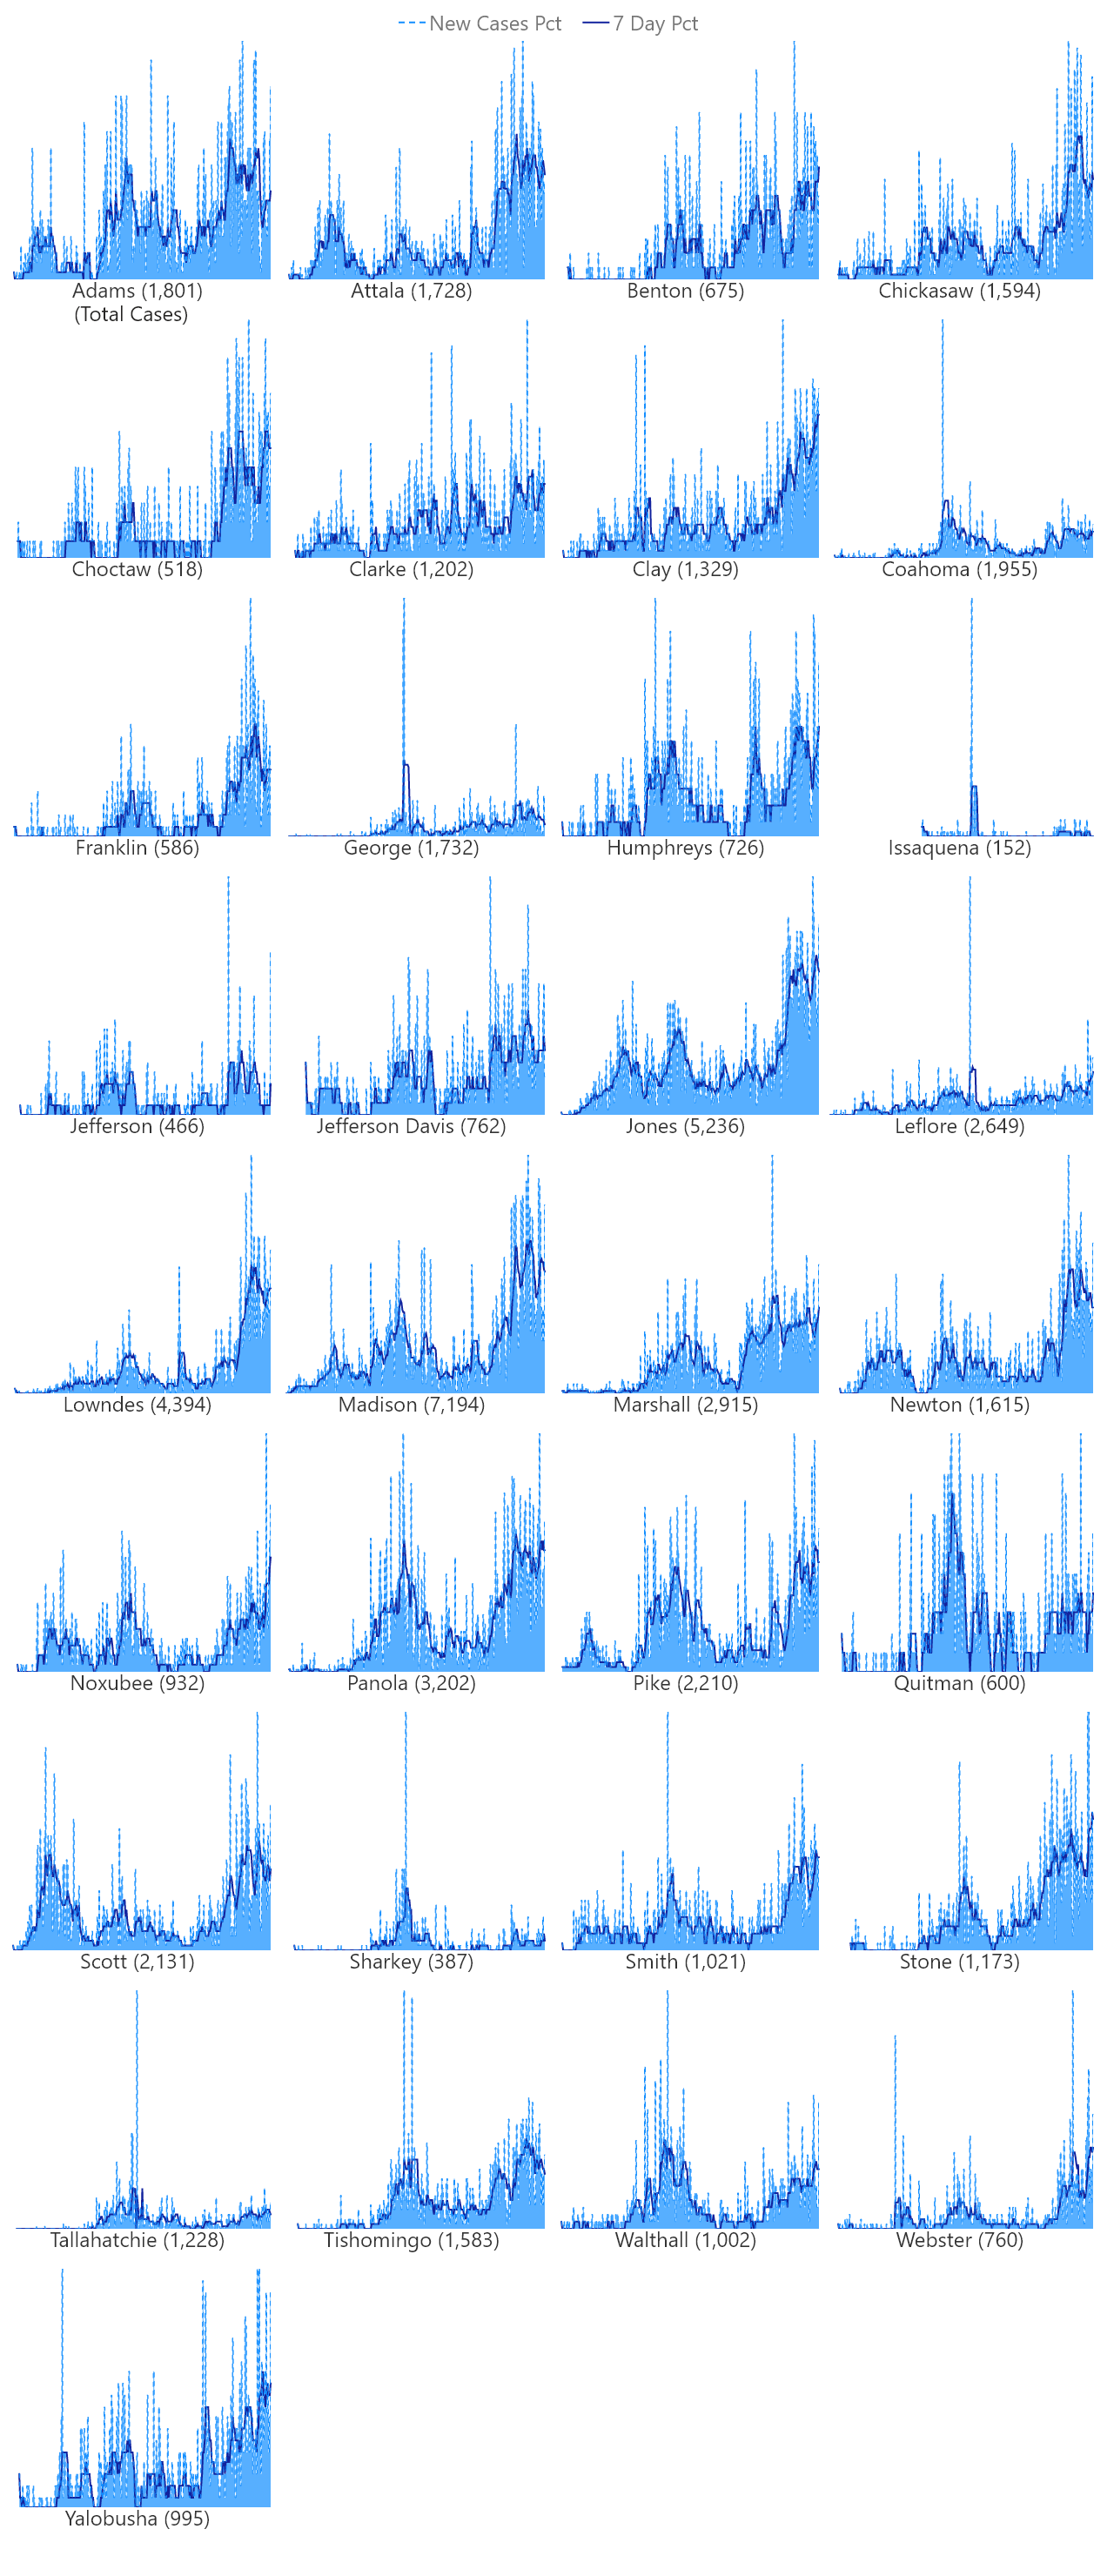 New Cases Pct 7 Day Pct
Adams (1,801) Attala (1,728) Benton (675) Chickasaw (1,594)
(Total Cases)
Choctaw (518) Clarke (1,202) Clay (1,329) Coahoma (1,955)
Franklin (586) George (1,732) Humphreys (726) Issaquena (152)
Jefferson (466) Jefferson Davis (762) Jones (5,236) Leflore (2,649)
Lowndes (4,394) Madison (7,194) Marshall (2,915) Newton (1,615)
Noxubee (932) Panola (3,202) Pike (2,210) Quitman (600)
Scott (2,131) Sharkey (387) Smith (1,021) Stone (1,173)
Tallahatchie (1,228) Tishomingo (1,583) Walthall (1,002) Webster (760)
Yalobusha (995)